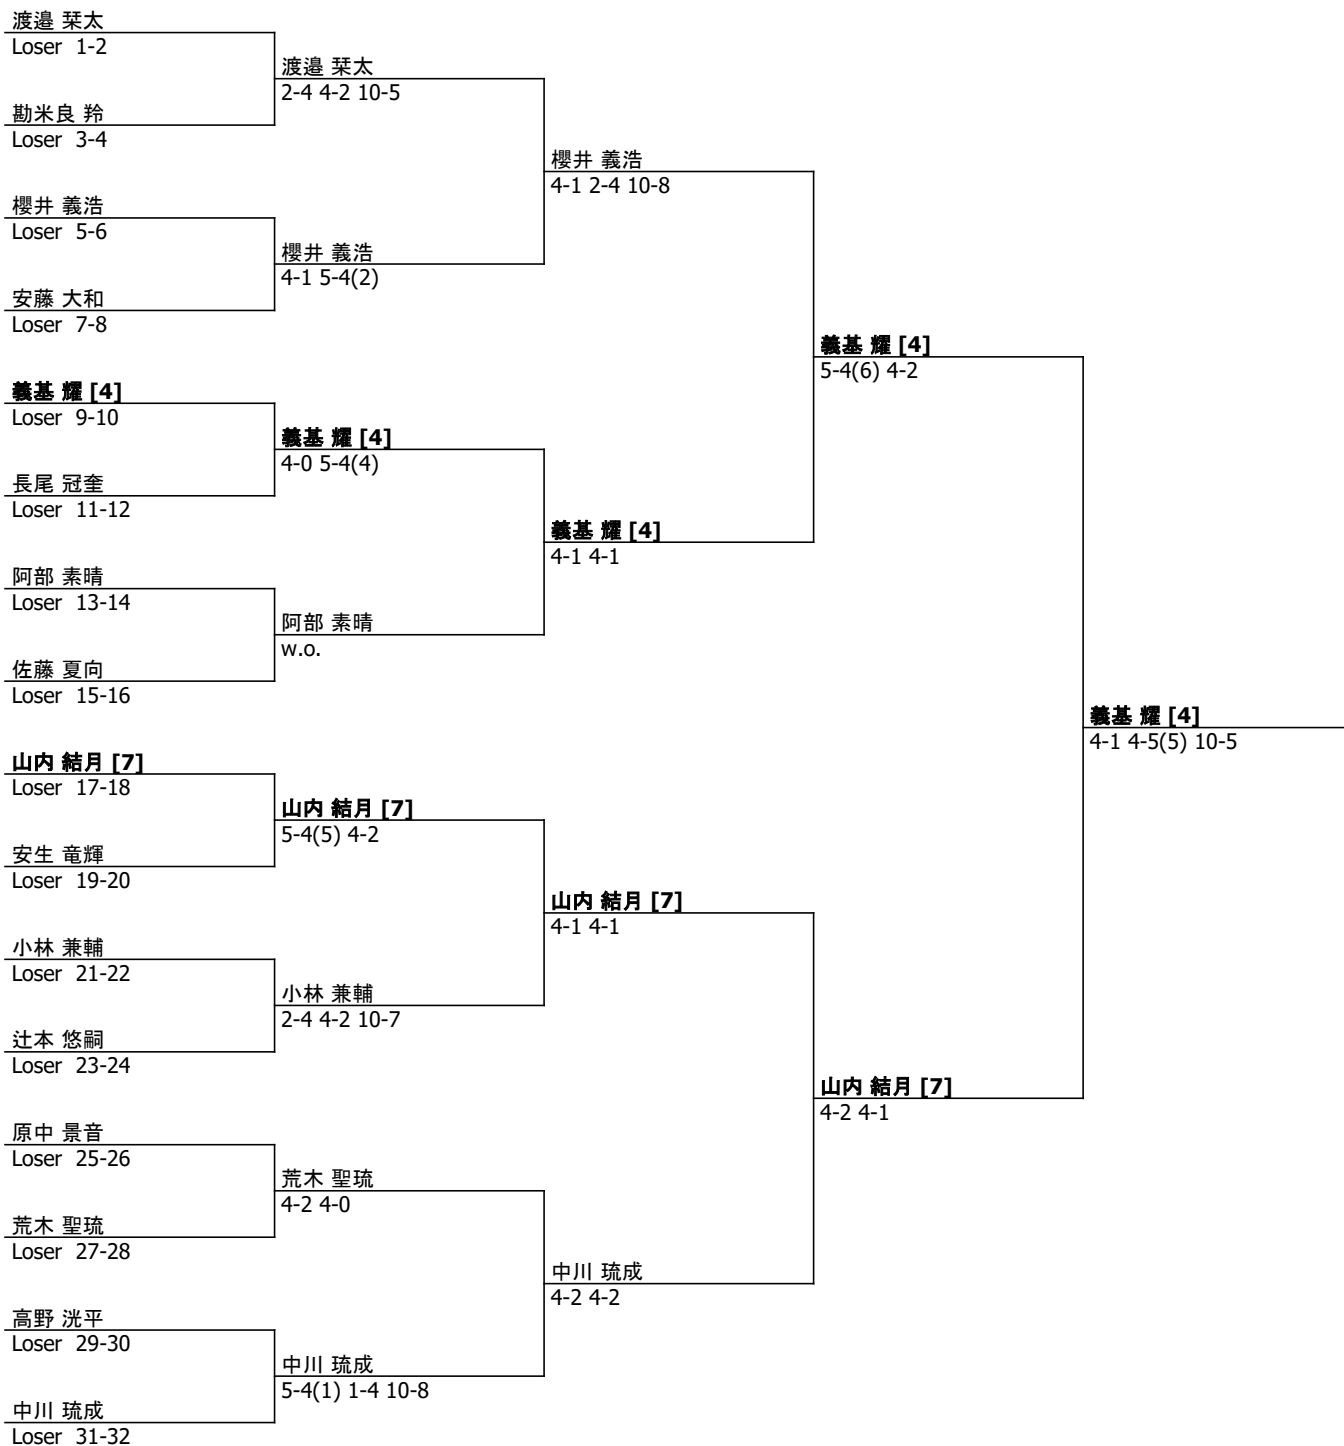 渡邉 栞太
Loser 1-2
勘米良 羚
Loser 3-4
櫻井 義浩
Loser 5-6
安藤 大和
Loser 7-8
義基 耀 [4]
Loser 9-10
長尾 冠奎
Loser 11-12
阿部 素晴
Loser 13-14
佐藤 夏向
Loser 15-16
山内 結月 [7]
Loser 17-18
安生 竜輝
Loser 19-20
小林 兼輔
Loser 21-22
辻本 悠嗣
Loser 23-24
原中 景音
Loser 25-26
荒木 聖琉
Loser 27-28
高野 洸平
Loser 29-30
中川 琉成
Loser 31-32
渡邉 栞太
2-4 4-2 10-5
櫻井 義浩
4-1 5-4(2)
義基 耀 [4]
4-0 5-4(4)
阿部 素晴
w.o.
山内 結月 [7]
5-4(5) 4-2
小林 兼輔
2-4 4-2 10-7
荒木 聖琉
4-2 4-0
中川 琉成
5-4(1) 1-4 10-8
櫻井 義浩
4-1 2-4 10-8
義基 耀 [4]
4-1 4-1
山内 結月 [7]
4-1 4-1
中川 琉成
4-2 4-2
義基 耀 [4]
5-4(6) 4-2
山内 結月 [7]
4-2 4-1
義基 耀 [4]
4-1 4-5(5) 10-5